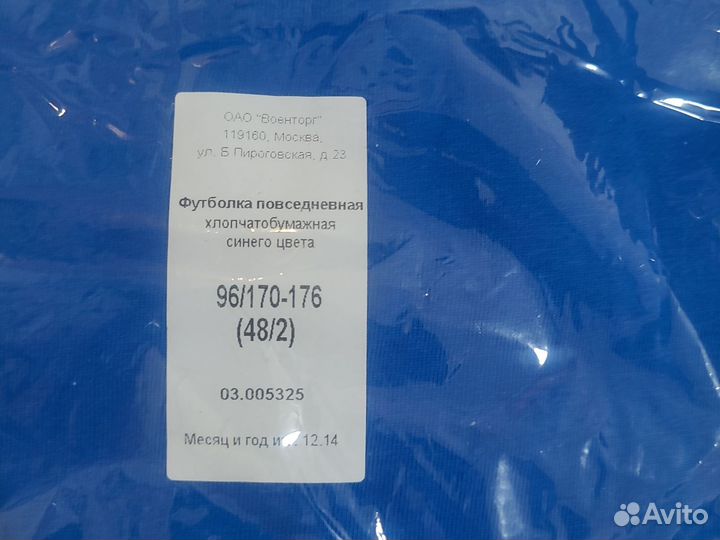 ОАО "Военторг"
119160, Москва,
ул. Б Пироговская, д 23
Футболка повседневная
хлопчатобумажная
синего цвета
96/170-176
(48/2)
03.005325
Месяц и год 12.14
Avito